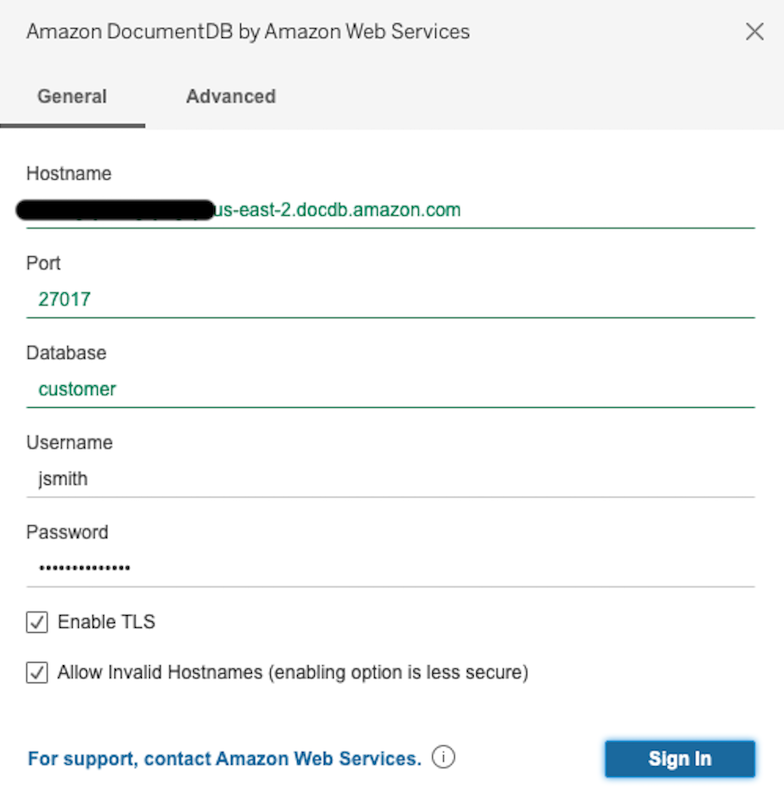 Amazon DocumentDB by Amazon Web Services
General Advanced
Hostname
us-east-2.docdb.amazon.com
Port
27017
Database
customer
Username
jsmith
Password
••••••••••••••
Enable TLS
Allow Invalid Hostnames (enabling option is less secure)
For support, contact Amazon Web Services.
Sign In